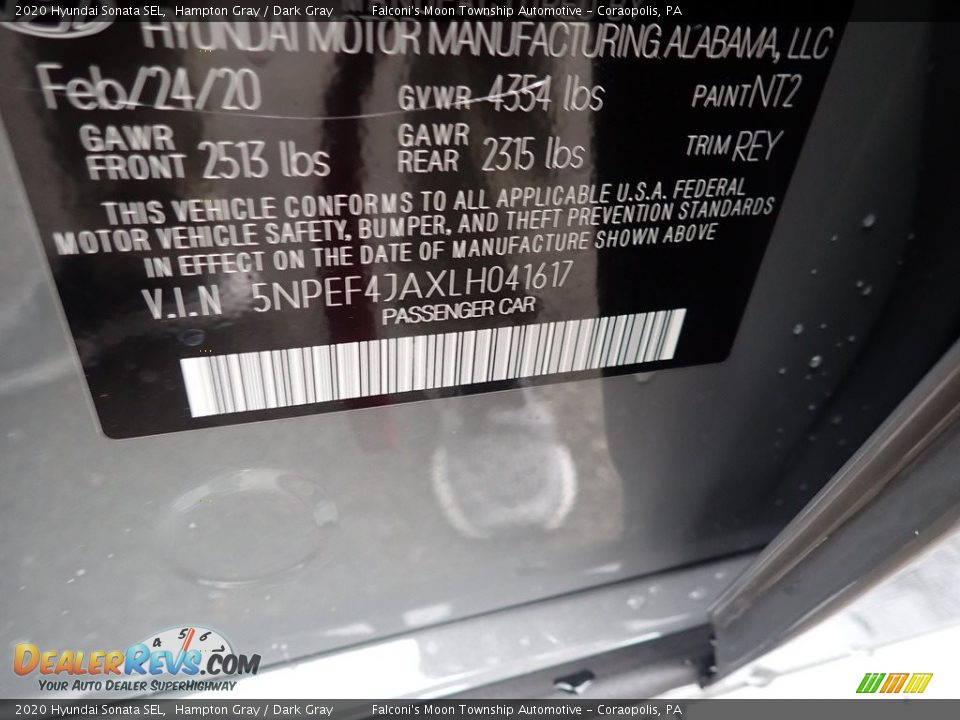 2020 Hyundai Sonata SEL,  Hampton Gray / Dark Gray          Falconi's Moon Township Automotive - Coraopolis, PA
HYUNDAI MOTOR MANUFACTURING ALABAMA, LLC
Feb/24/20 GVWR 4354 lbs PAINT NT2
GAWR FRONT 2513 lbs GAWR REAR 2315 lbs TRIM REY
THIS VEHICLE CONFORMS TO ALL APPLICABLE U.S.A. FEDERAL
MOTOR VEHICLE SAFETY, BUMPER, AND THEFT PREVENTION STANDARDS
IN EFFECT ON THE DATE OF MANUFACTURE SHOWN ABOVE
V.I.N 5NPEF4JAXLH041617
PASSENGER CAR
4 5 6
DEALERREVS.COM
YOUR AUTO DEALER SUPERHIGHWAY
2020 Hyundai Sonata SEL,  Hampton Gray / Dark Gray          Falconi's Moon Township Automotive - Coraopolis, PA